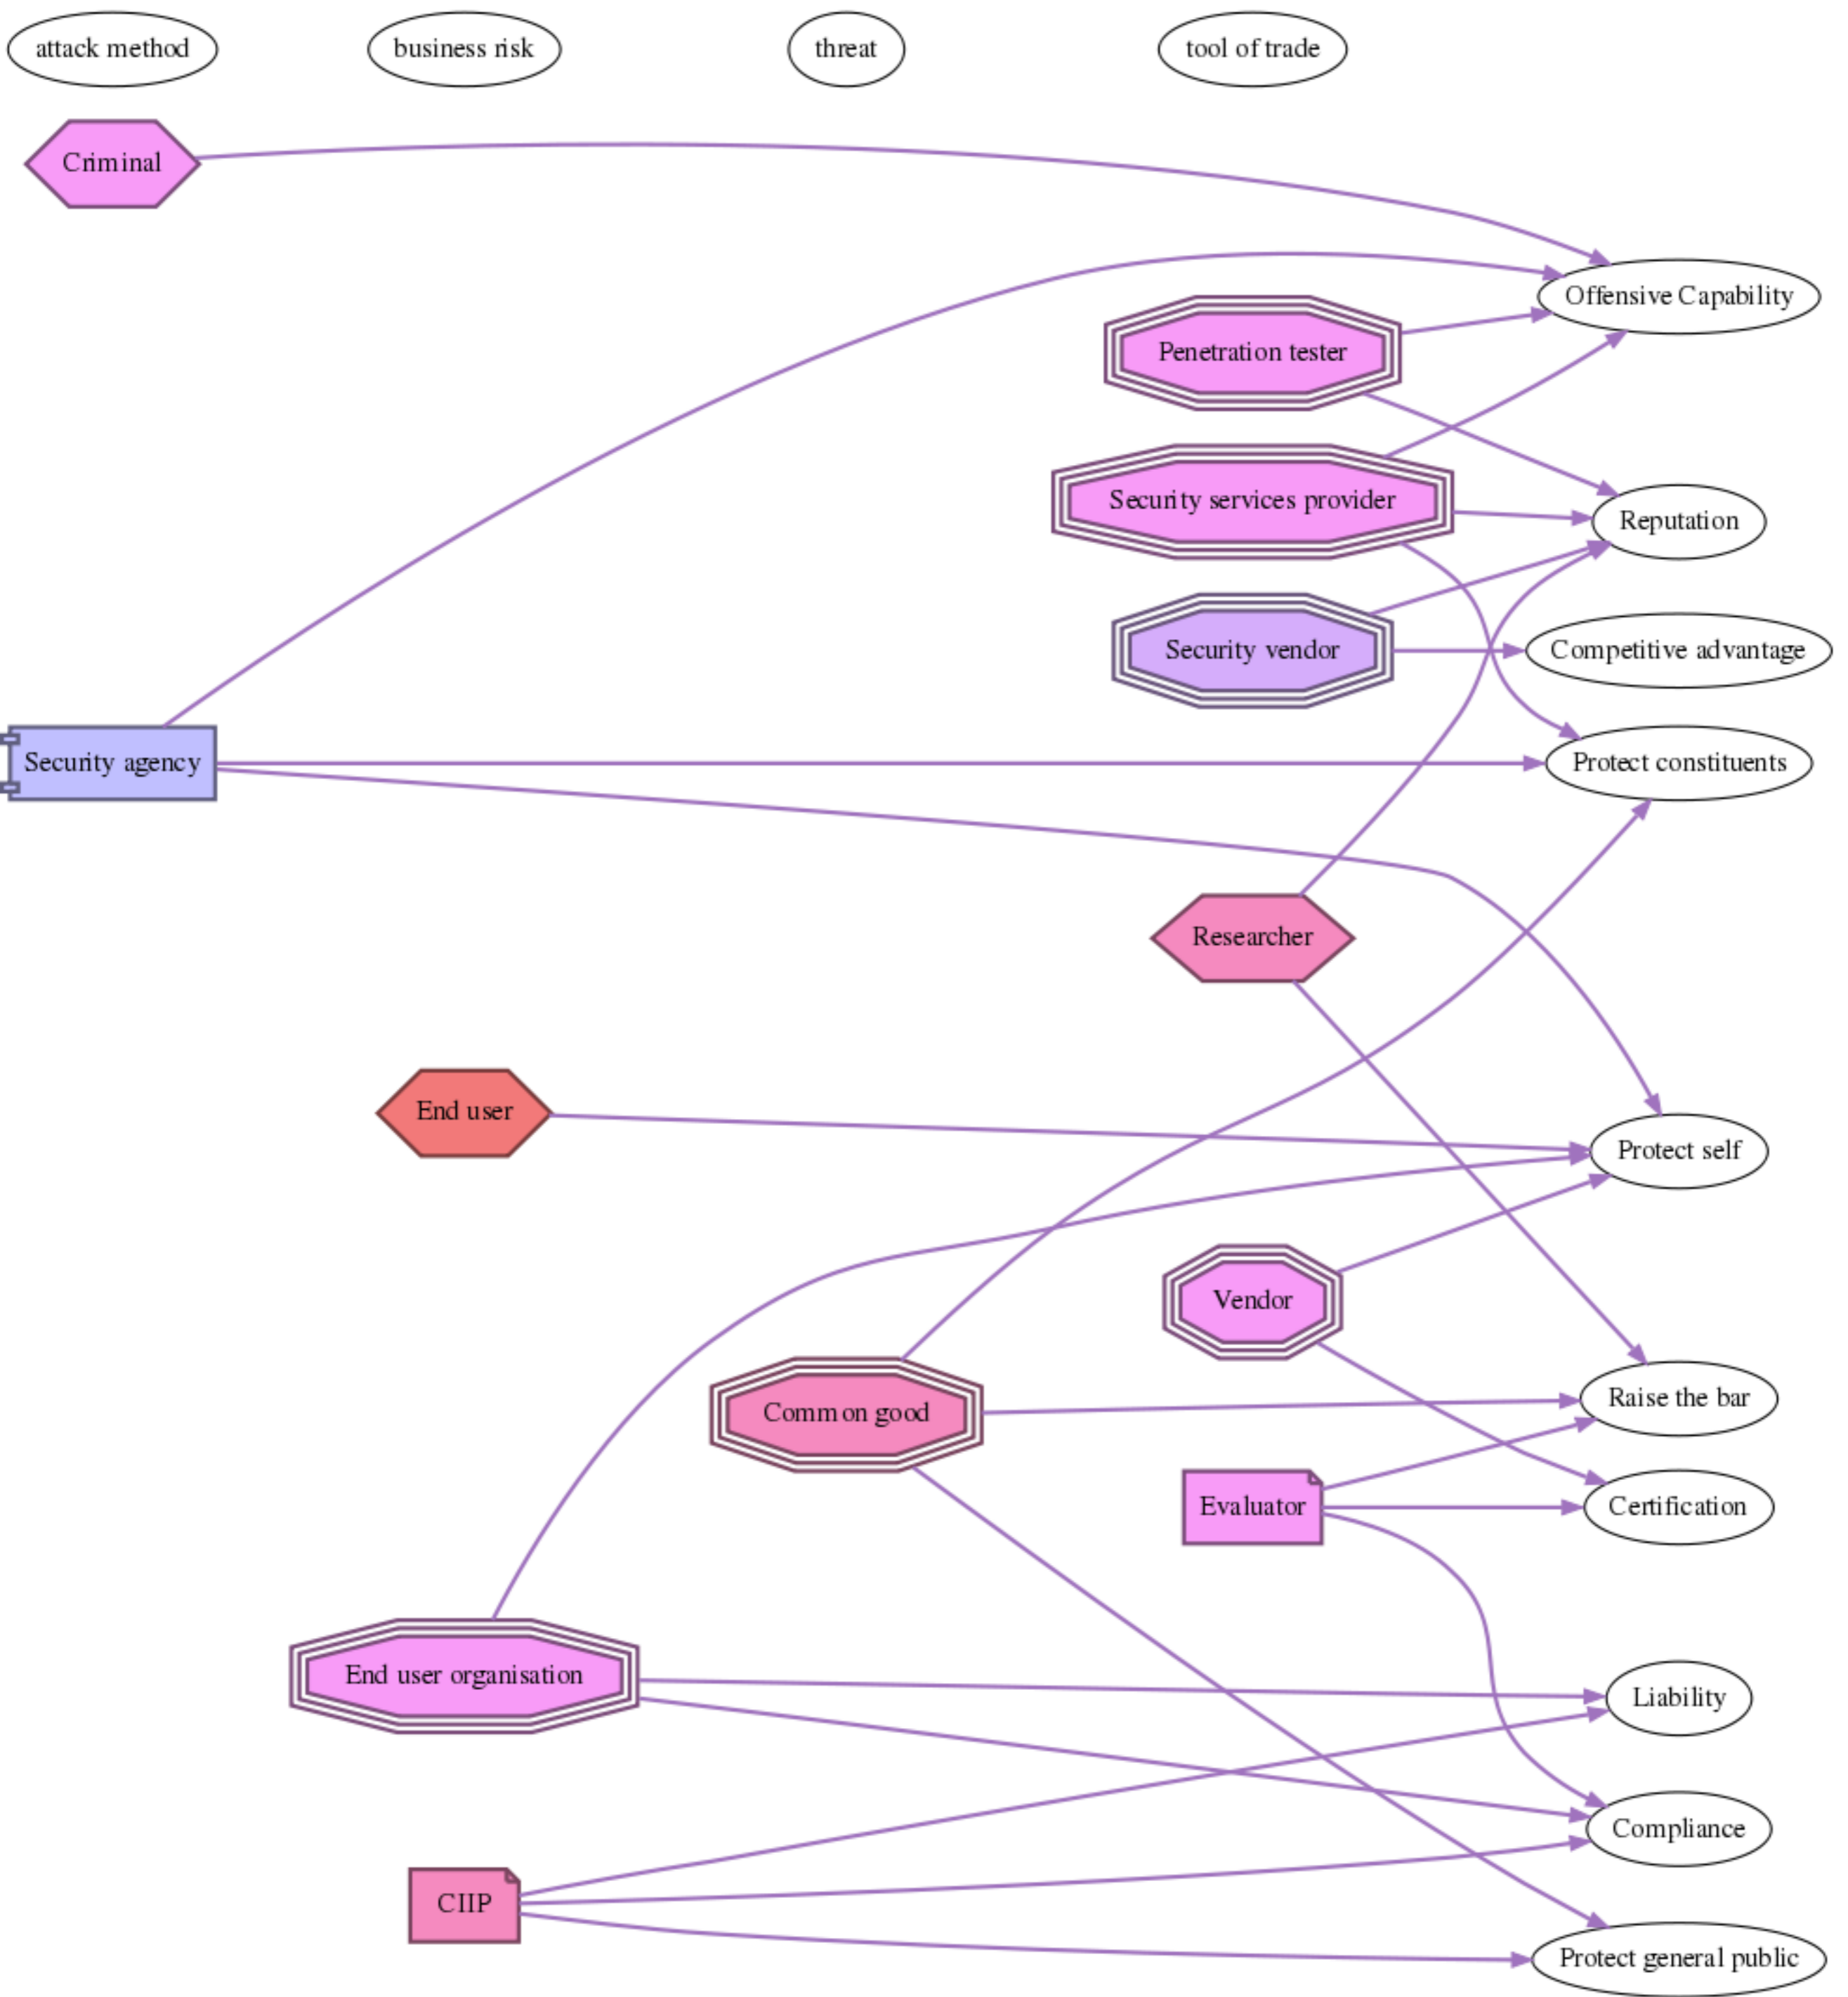 attack method
business risk
threat
tool of trade
Criminal
Offensive Capability
Penetration tester
Security services provider
Reputation
Security vendor
Competitive advantage
Security agency
Protect constituents
Researcher
End user
Protect self
Vendor
Common good
Raise the bar
Evaluator
Certification
End user organisation
Liability
Compliance
CIIP
Protect general public